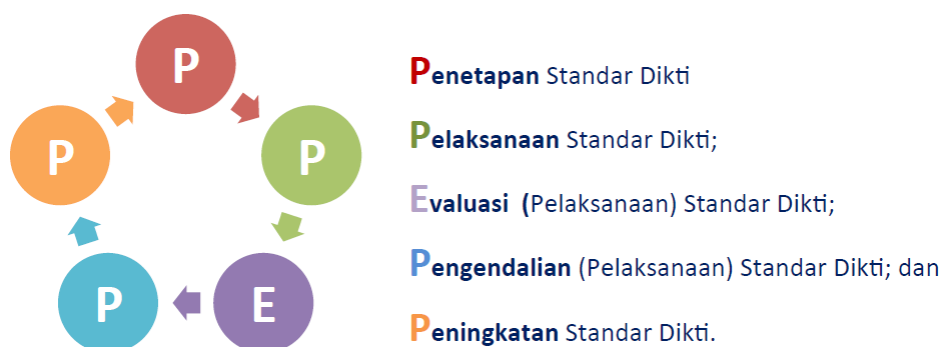 P
P
P
E
P
Penetapan Standar Dikti
Pelaksanaan Standar Dikti;
Evaluasi (Pelaksanaan) Standar Dikti;
Pengendalian (Pelaksanaan) Standar Dikti; dan
Peningkatan Standar Dikti.